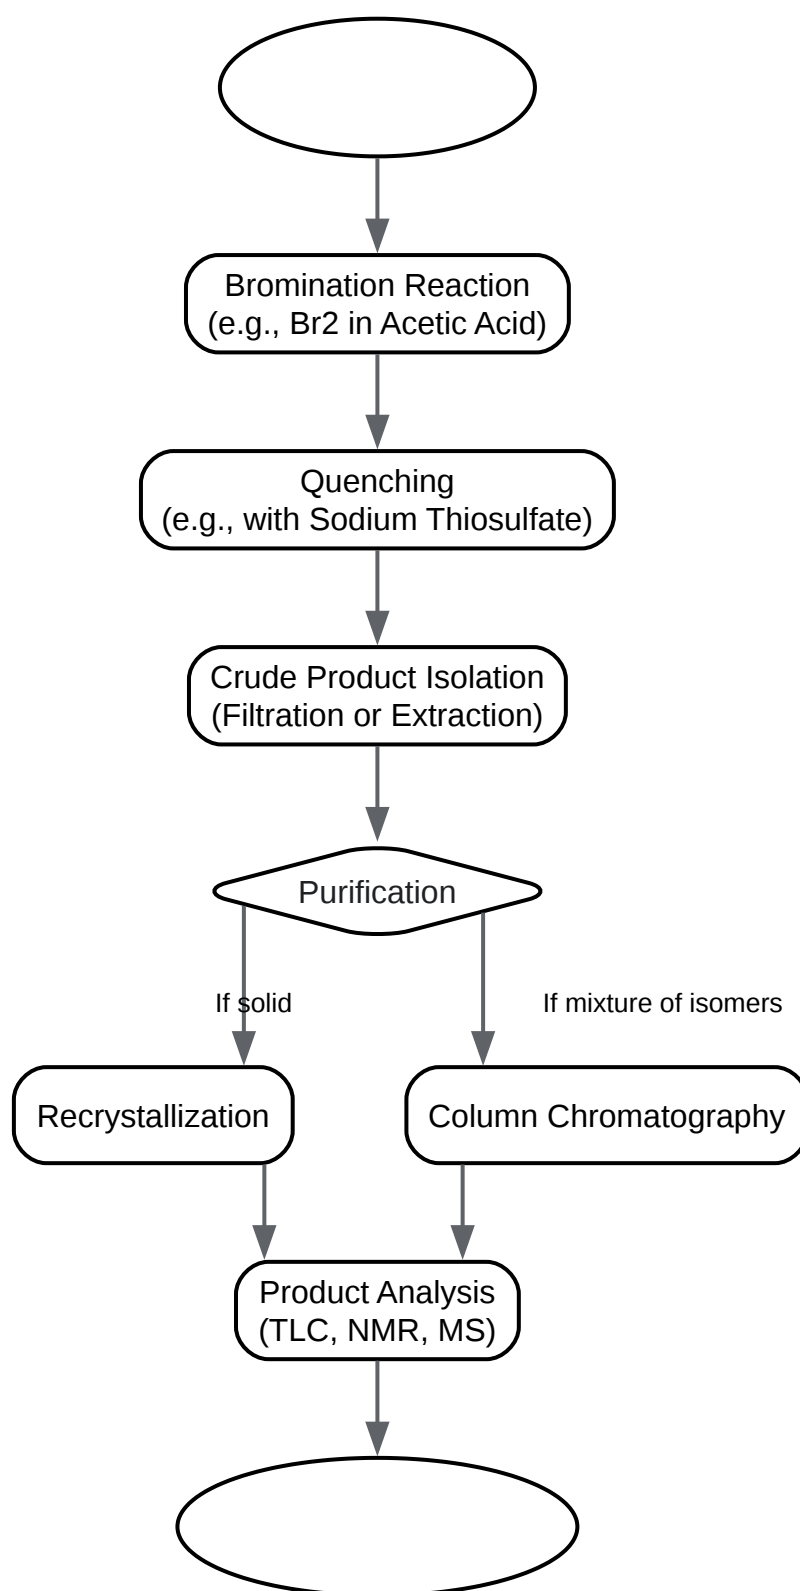 Bromination Reaction
(e.g., Br2 in Acetic Acid)
Quenching
(e.g., with Sodium Thiosulfate)
Crude Product Isolation
(Filtration or Extraction)
Purification
If solid
If mixture of isomers
Recrystallization
Column Chromatography
Product Analysis
(TLC, NMR, MS)